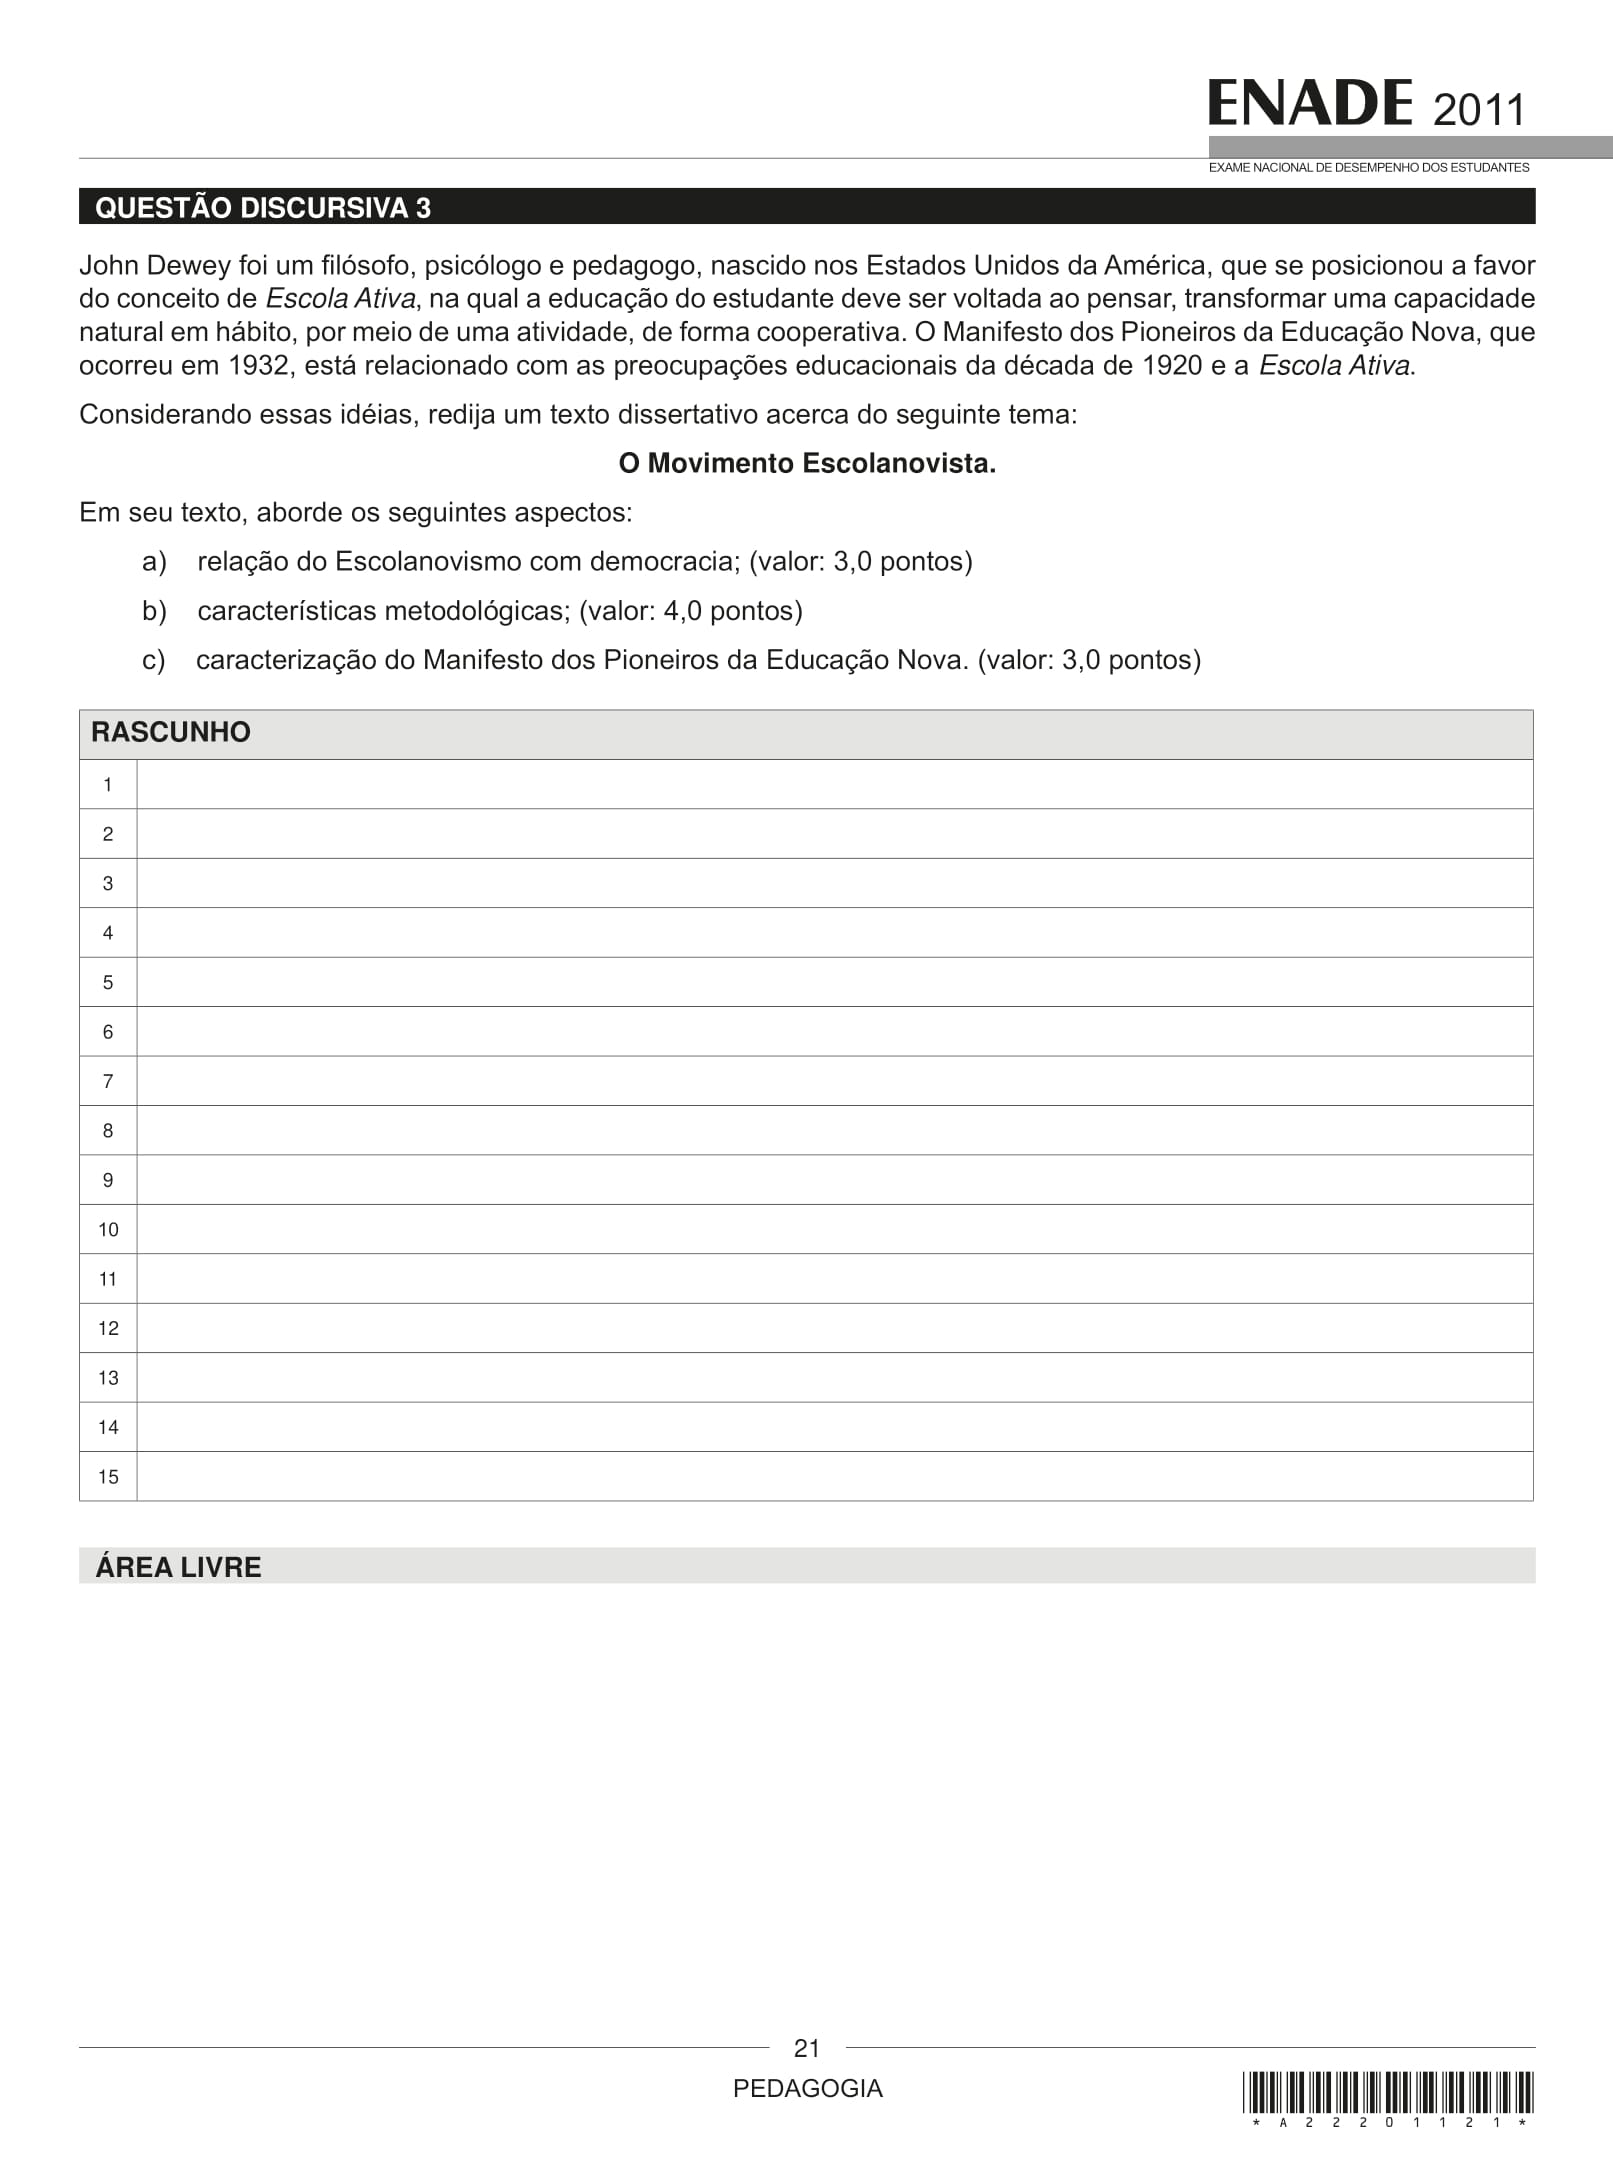 ENADE 2011
EXAME NACIONAL DE DESEMPENHO DOS ESTUDANTES
QUESTÃO DISCURSIVA 3
John Dewey foi um filósofo, psicólogo e pedagogo, nascido nos Estados Unidos da América, que se posicionou a favor
do conceito de Escola Ativa, na qual a educação do estudante deve ser voltada ao pensar, transformar uma capacidade
natural em hábito, por meio de uma atividade, de forma cooperativa. O Manifesto dos Pioneiros da Educação Nova, que
ocorreu em 1932, está relacionado com as preocupações educacionais da década de 1920 e a Escola Ativa.
Considerando essas idéias, redija um texto dissertativo acerca do seguinte tema:
O Movimento Escolanovista.
Em seu texto, aborde os seguintes aspectos:
a) relação do Escolanovismo com democracia; (valor: 3,0 pontos)
b) características metodológicas; (valor: 4,0 pontos)
c) caracterização do Manifesto dos Pioneiros da Educação Nova. (valor: 3,0 pontos)
RASCUNHO
1
2
3
4
5
6
7
8
9
10
11
12
13
14
15
ÁREA LIVRE
21
PEDAGOGIA
* A 2 2 2 0 1 1 2 1 *